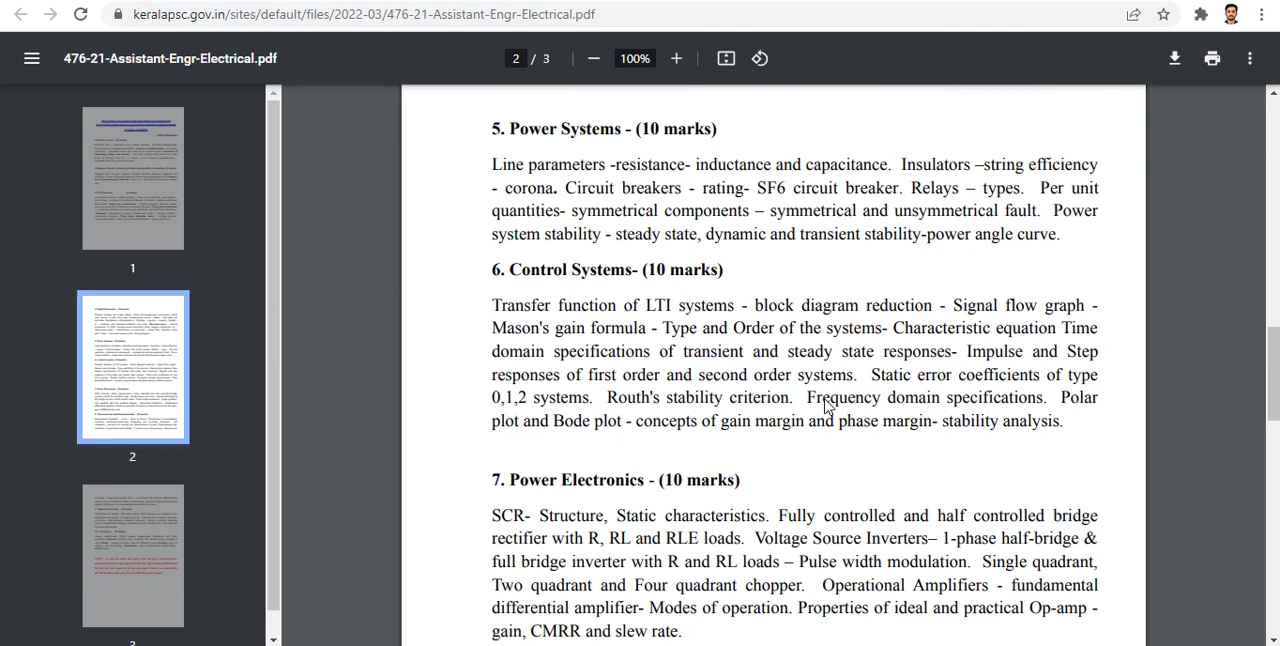 keralapsc.gov.in/sites/default/files/2022-03/476-21-Assistant-Engr-Electrical.pdf
476-21-Assistant-Engr-Electrical.pdf
2 / 3
100%
5. Power Systems - (10 marks)
Line parameters -resistance- inductance and capacitance. Insulators –string efficiency
- corona. Circuit breakers - rating- SF6 circuit breaker. Relays – types. Per unit
quantities- symmetrical components – symmetrical and unsymmetrical fault. Power
system stability - steady state, dynamic and transient stability-power angle curve.
6. Control Systems- (10 marks)
Transfer function of LTI systems - block diagram reduction - Signal flow graph -
Mason's gain formula - Type and Order of the systems- Characteristic equation Time
domain specifications of transient and steady state responses- Impulse and Step
responses of first order and second order systems. Static error coefficients of type
0,1,2 systems. Routh's stability criterion. Frequency domain specifications. Polar
plot and Bode plot - concepts of gain margin and phase margin- stability analysis.
7. Power Electronics - (10 marks)
SCR- Structure, Static characteristics. Fully controlled and half controlled bridge
rectifier with R, RL and RLE loads. Voltage Source Inverters– 1-phase half-bridge &
full bridge inverter with R and RL loads – Pulse width modulation. Single quadrant,
Two quadrant and Four quadrant chopper. Operational Amplifiers - fundamental
differential amplifier- Modes of operation. Properties of ideal and practical Op-amp -
gain, CMRR and slew rate.
1
2
3